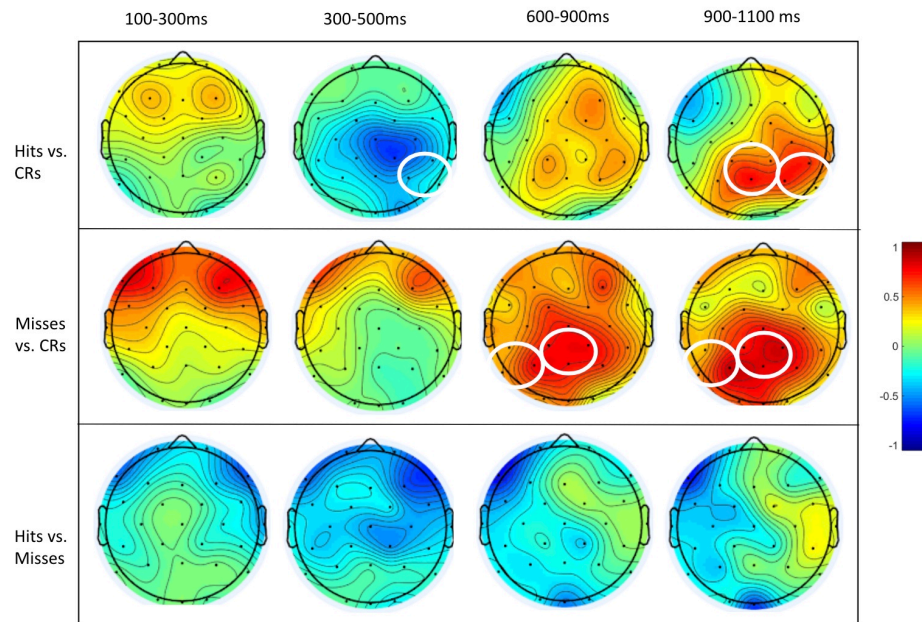 100-300ms
300-500ms
600-900ms
900-1100 ms
Hits vs.
CRs
Misses
vs. CRs
Hits vs.
Misses
1
0.5
0
-0.5
-1